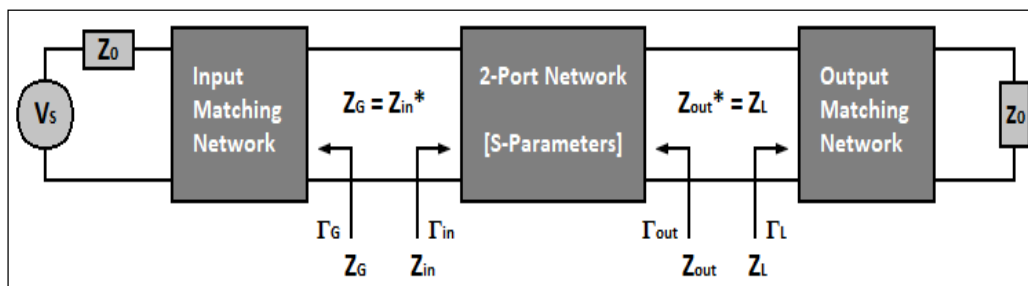 Z0
VS
Input
Matching
Network
ZG = Zin*
ΓG
ZG
Γin
Zin
2-Port Network
[S-Parameters]
Zout* = ZL
Γout
Zout
ΓL
ZL
Output
Matching
Network
Z0